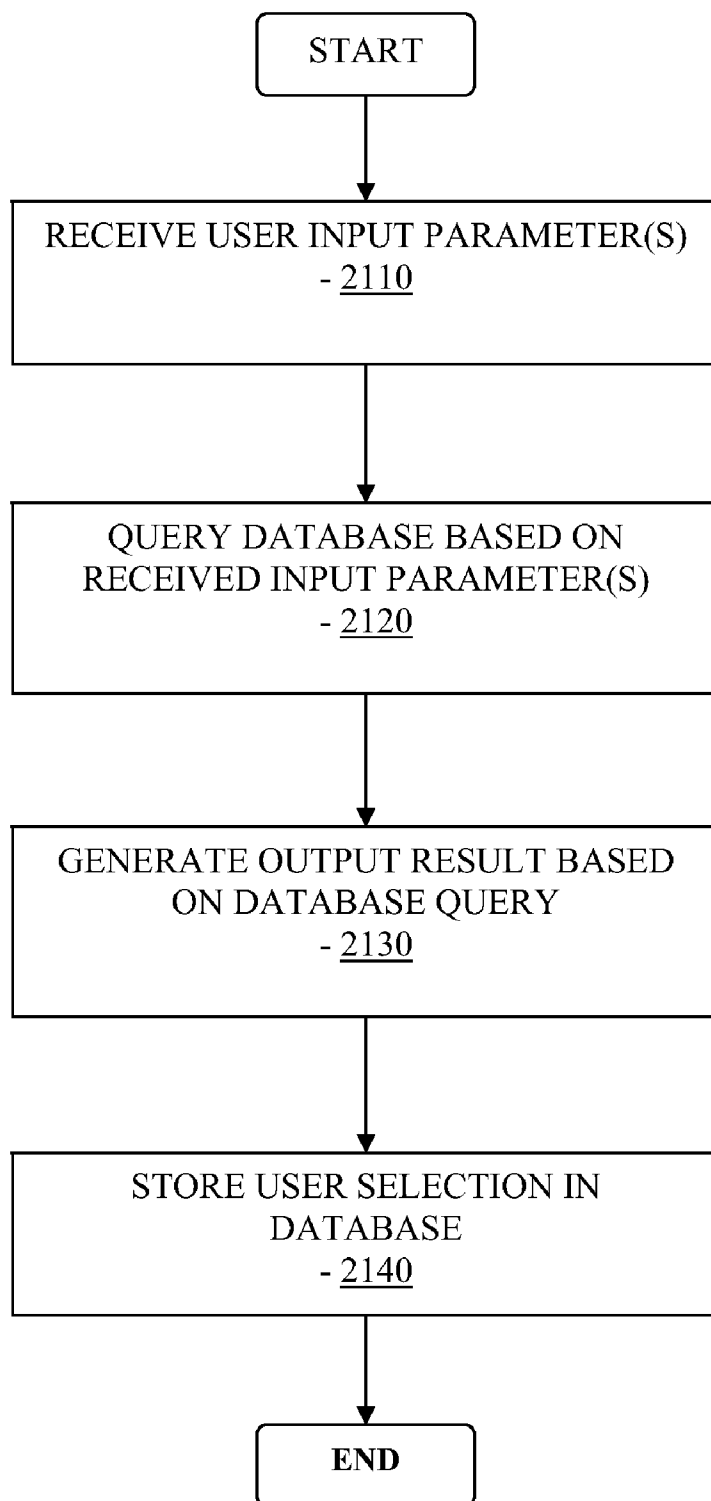 START
RECEIVE USER INPUT PARAMETER(S)
- 2110
QUERY DATABASE BASED ON
RECEIVED INPUT PARAMETER(S)
- 2120
GENERATE OUTPUT RESULT BASED
ON DATABASE QUERY
- 2130
STORE USER SELECTION IN
DATABASE
- 2140
END